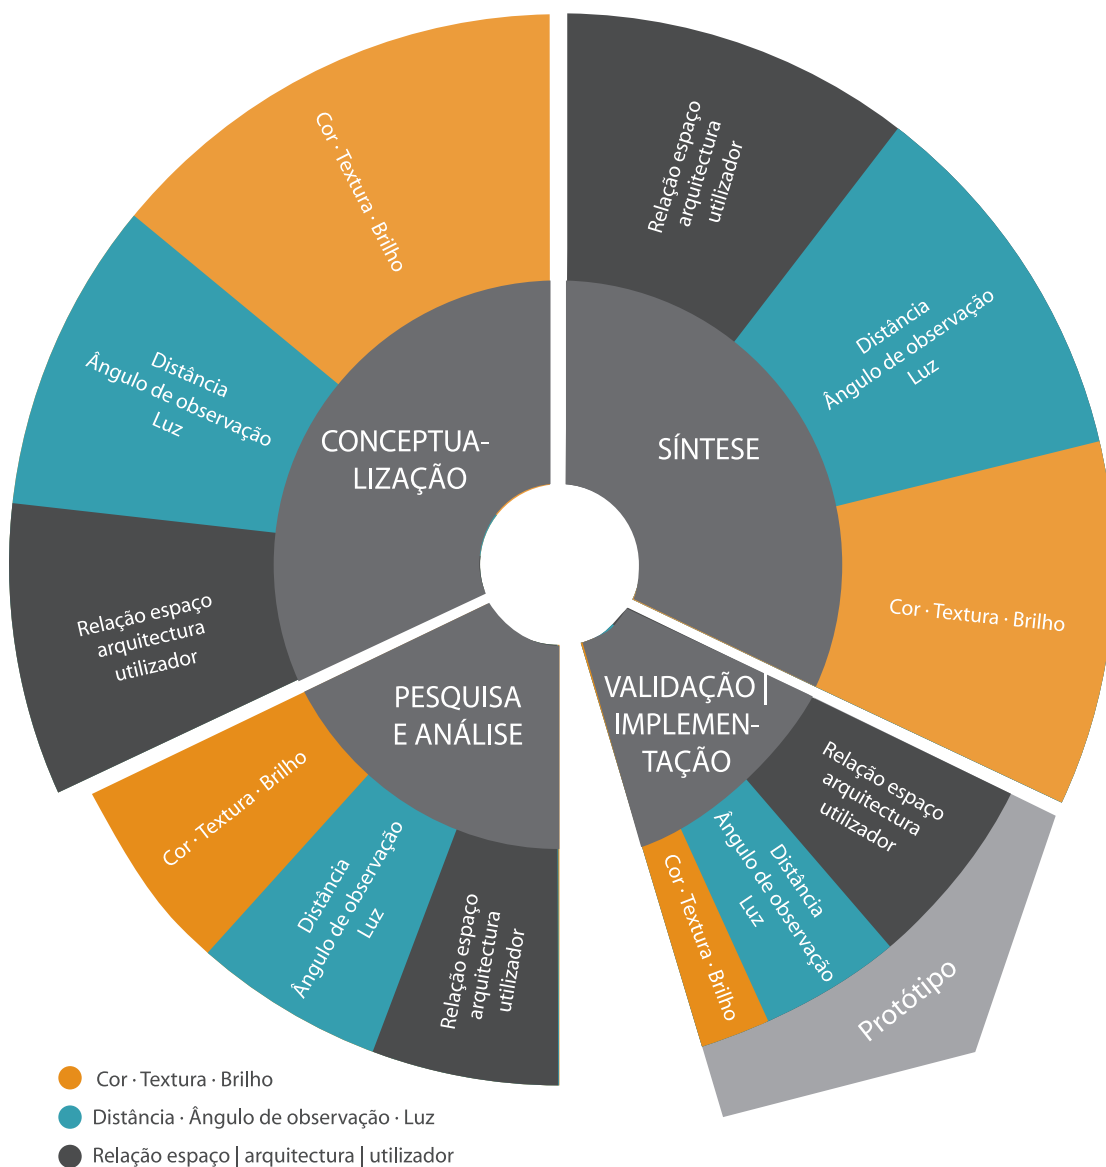 Cor · Textura · Brilho
Distância
Ângulo de observação
Luz
Relação espaço
arquitectura
utilizador
CONCEPTUA-
LIZAÇÃO
Relação espaço
arquitectura
utilizador
Distância
Ângulo de observação
Luz
Cor · Textura · Brilho
SÍNTESE
PESQUISA
E ANÁLISE
Cor · Textura · Brilho
Distância
Ângulo de observação
Luz
Relação espaço
arquitectura
utilizador
VALIDAÇÃO |
IMPLEMEN-
TAÇÃO
Relação espaço
arquitectura
utilizador
Distância
Ângulo de observação
Luz
Cor · Textura · Brilho
Protótipo
Cor · Textura · Brilho
Distância · Ângulo de observação · Luz
Relação espaço | arquitectura | utilizador